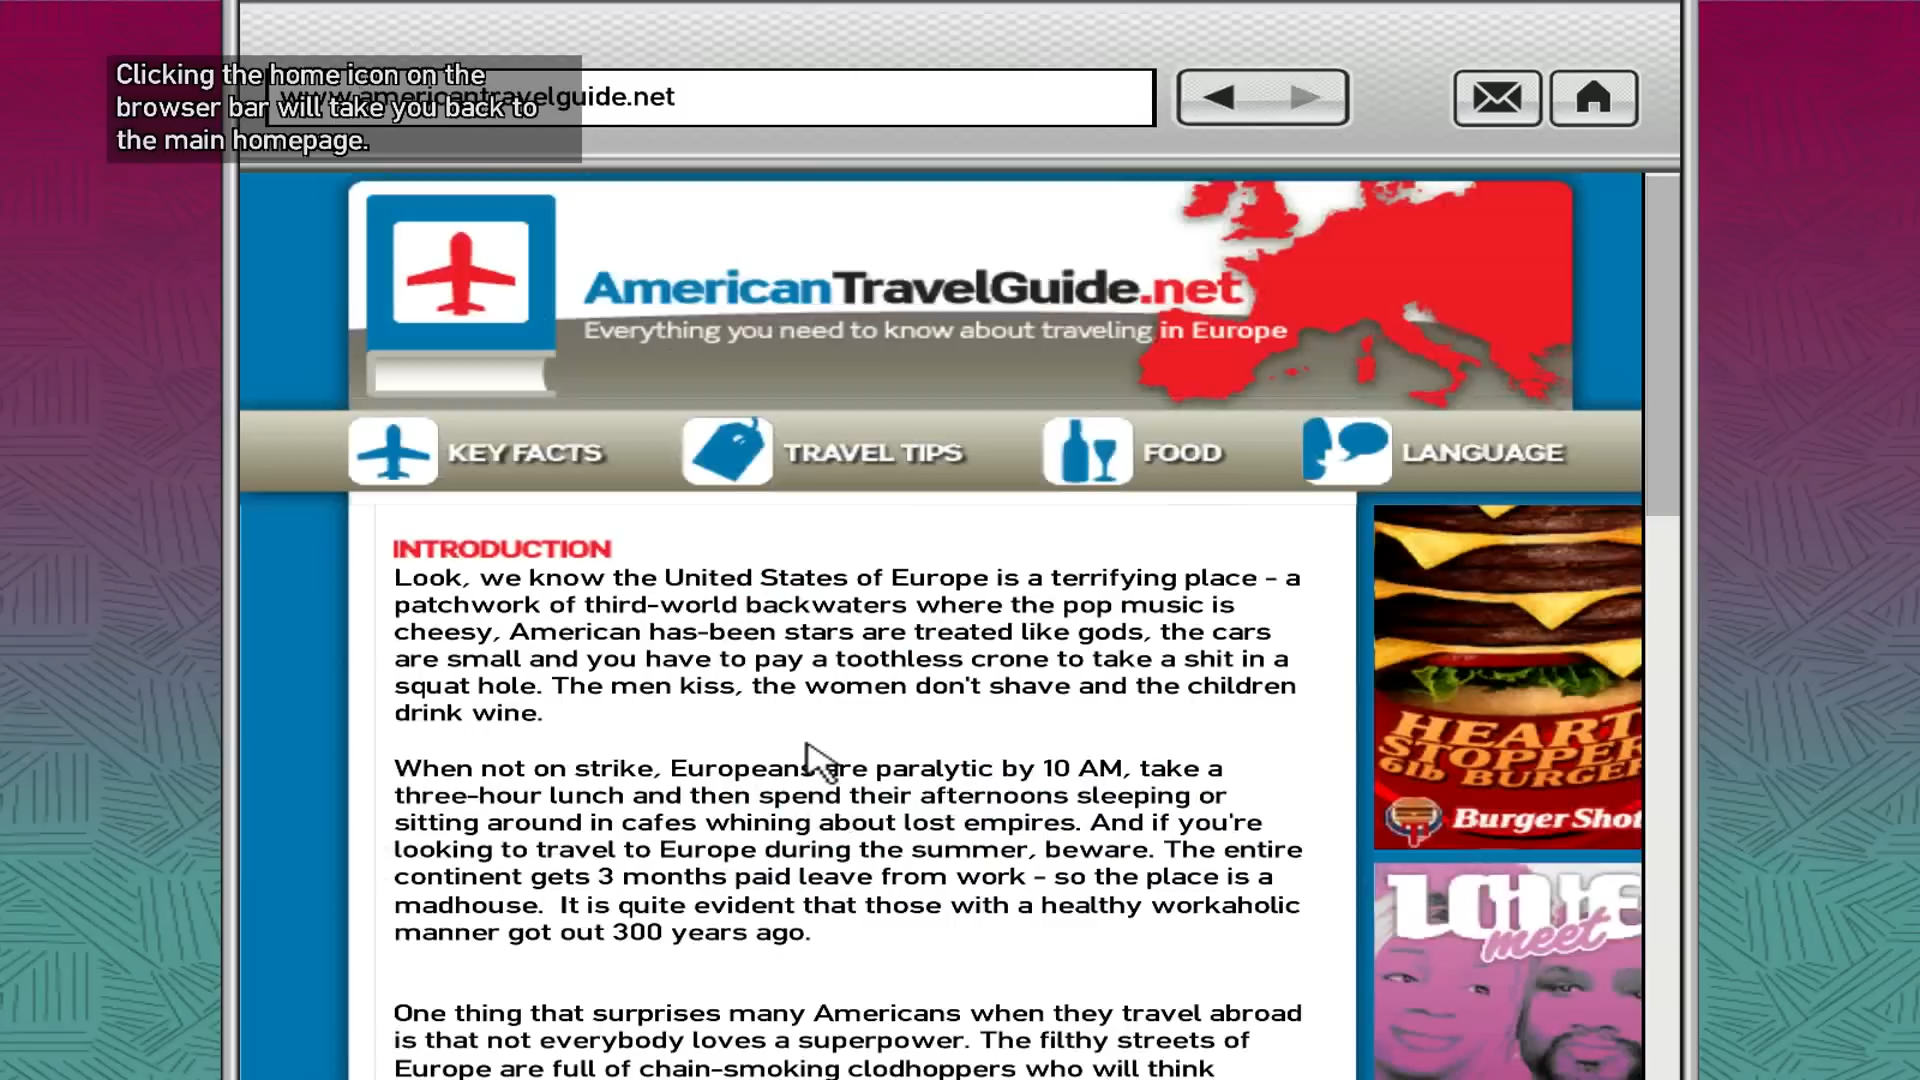 Clicking the home icon on the
browser bar will take you back to
the main homepage.
www.americantravelguide.net
AmericanTravelGuide.net
Everything you need to know about traveling in Europe
KEY FACTS
TRAVEL TIPS
FOOD
LANGUAGE
INTRODUCTION
Look, we know the United States of Europe is a terrifying place - a
patchwork of third-world backwaters where the pop music is
cheesy, American has-been stars are treated like gods, the cars
are small and you have to pay a toothless crone to take a shit in a
squat hole. The men kiss, the women don't shave and the children
drink wine.
When not on strike, Europeans are paralytic by 10 AM, take a
three-hour lunch and then spend their afternoons sleeping or
sitting around in cafes whining about lost empires. And if you're
looking to travel to Europe during the summer, beware. The entire
continent gets 3 months paid leave from work - so the place is a
madhouse. It is quite evident that those with a healthy workaholic
manner got out 300 years ago.
One thing that surprises many Americans when they travel abroad
is that not everybody loves a superpower. The filthy streets of
Europe are full of chain-smoking clodhoppers who will think
HEART
STOPPER
6lb BURGER
Burger Shot
meet